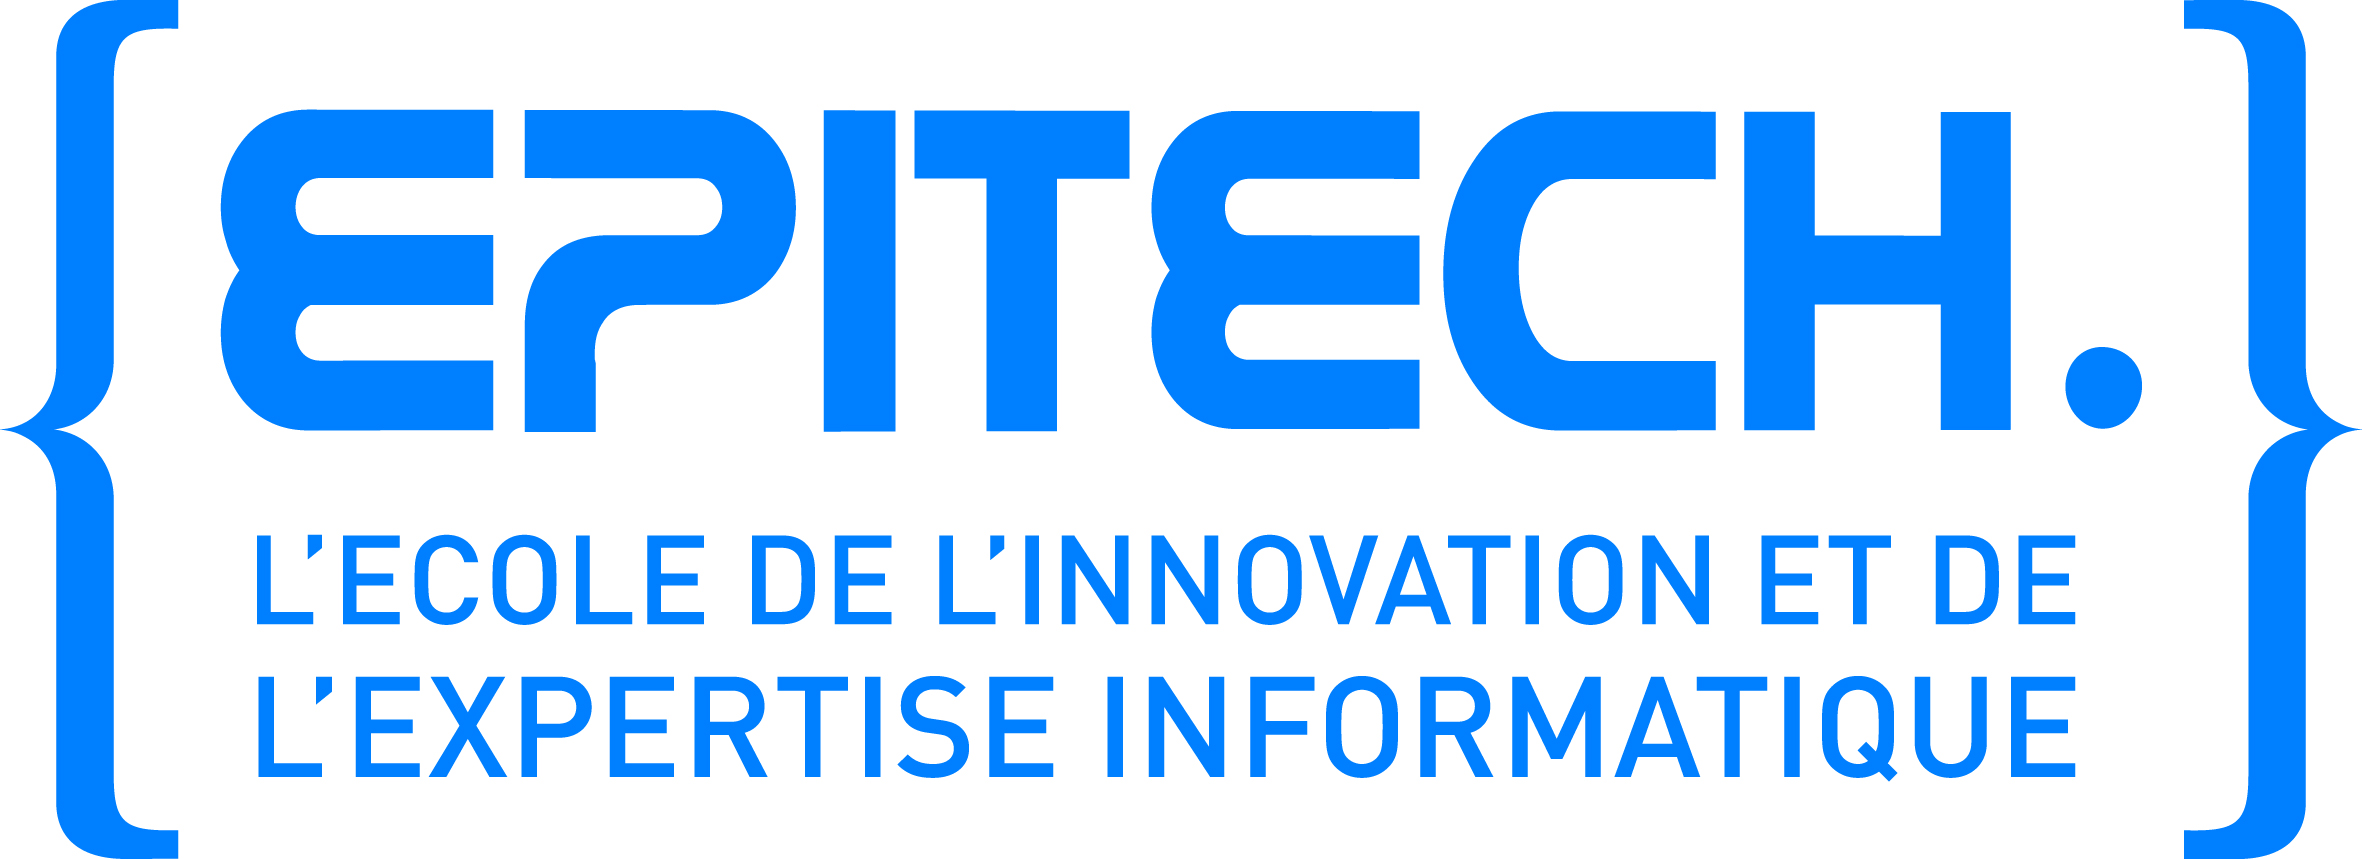 {EPITECH.}
L'ECOLE DE L'INNOVATION ET DE
L'EXPERTISE INFORMATIQUE